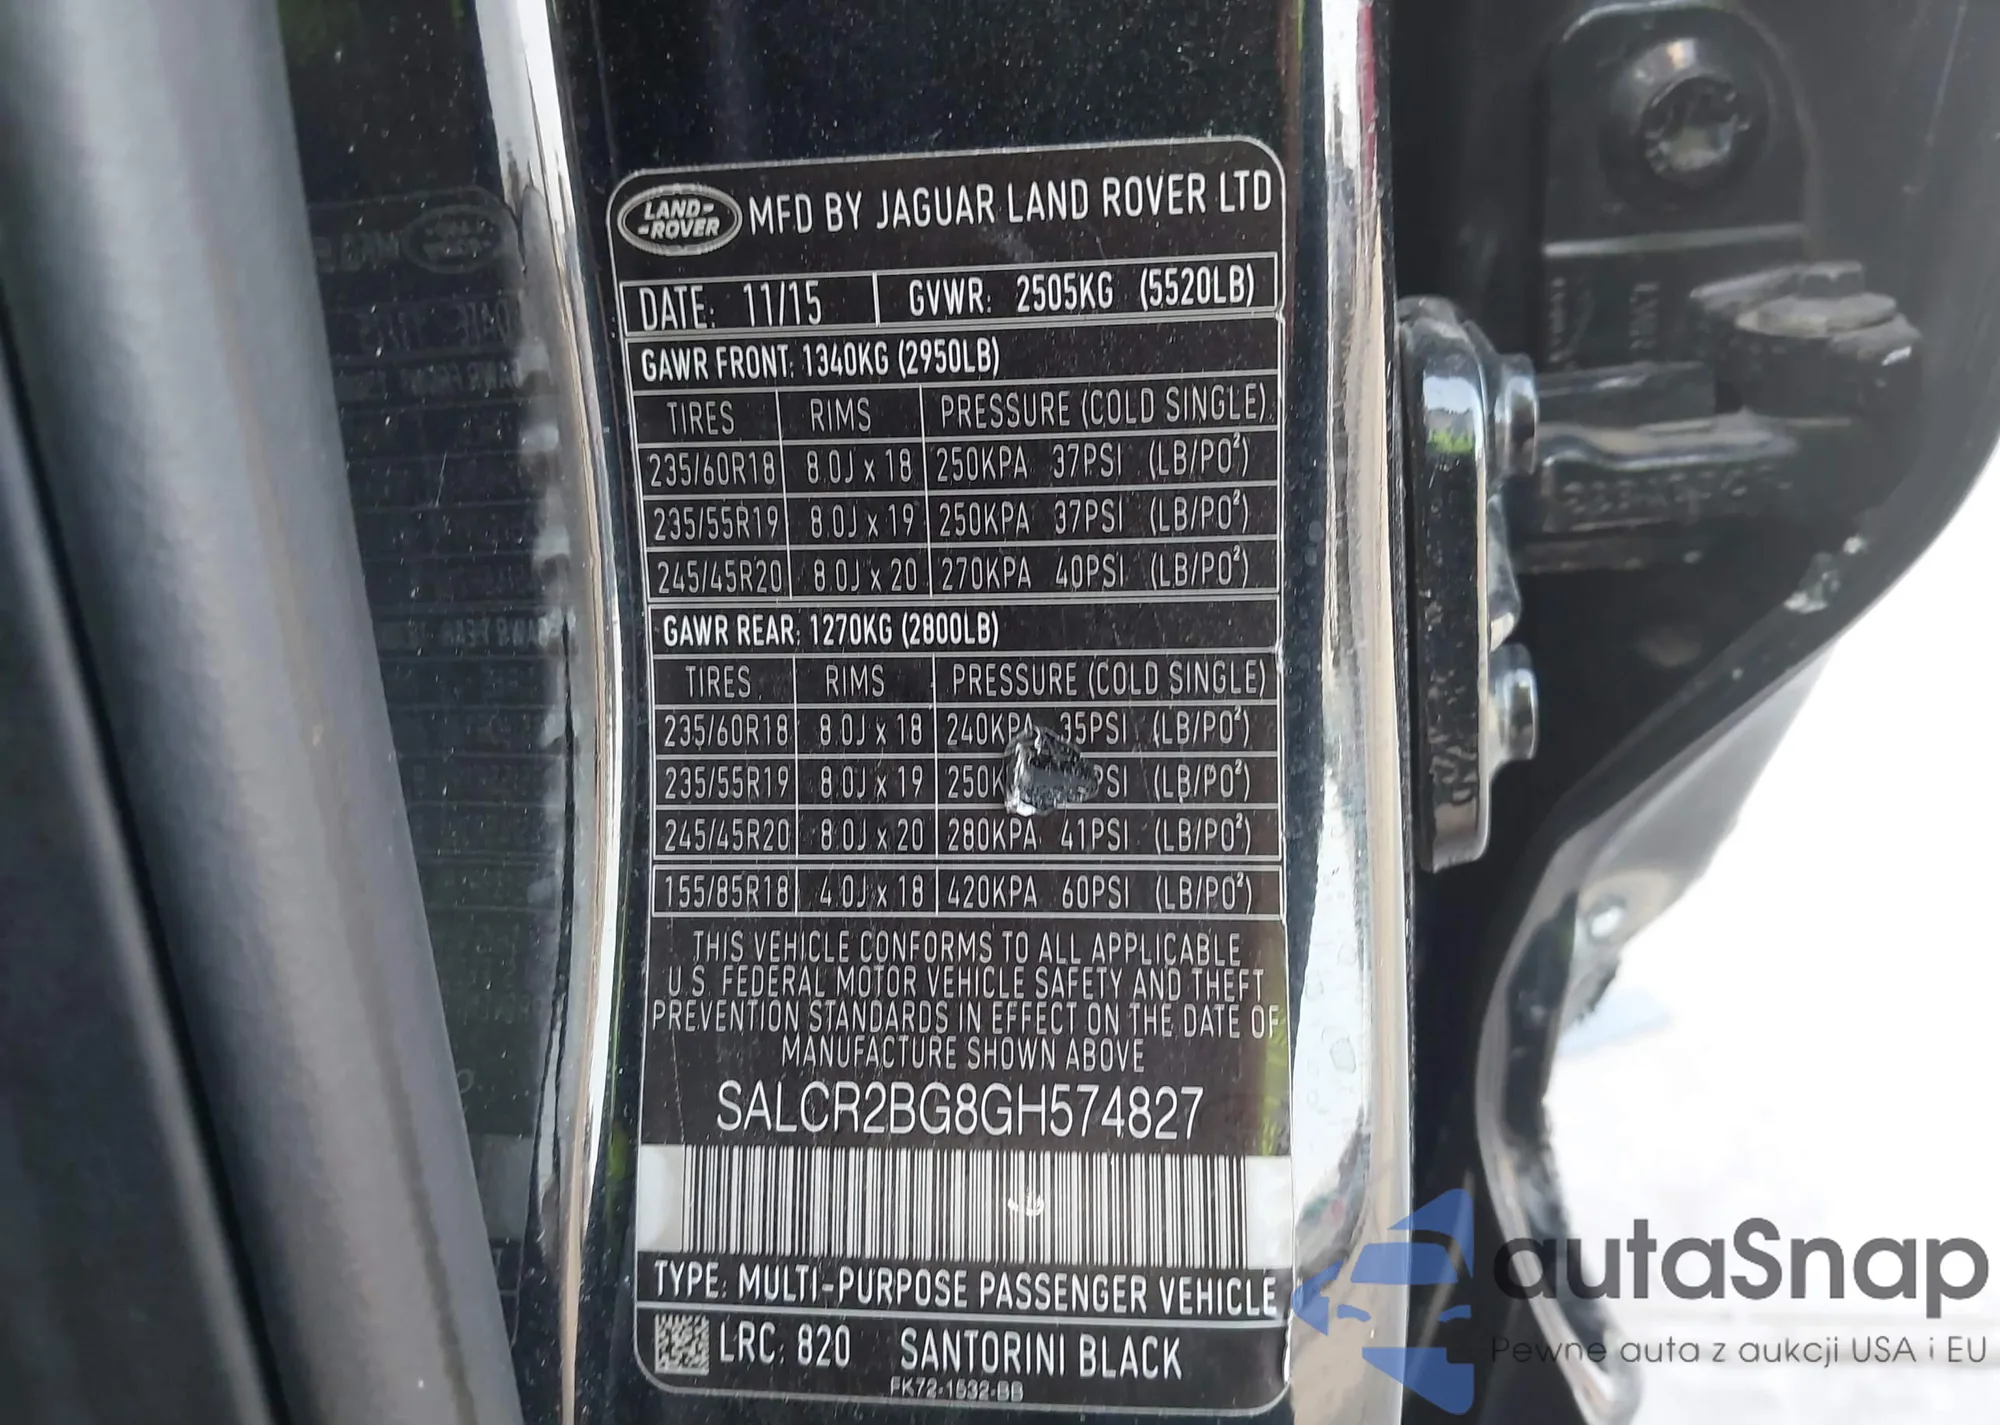 LAND-
-ROVER
MFD BY JAGUAR LAND ROVER LTD
DATE: 11/15 GVWR: 2505KG (5520LB)
GAWR FRONT: 1340KG (2950LB)
TIRES RIMS PRESSURE (COLD SINGLE)
235/60R18 8.0J x 18 250KPA 37PSI (LB/PO²)
235/55R19 8.0J x 19 250KPA 37PSI (LB/PO²)
245/45R20 8.0J x 20 270KPA 40PSI (LB/PO²)
GAWR REAR: 1270KG (2800LB)
TIRES RIMS PRESSURE (COLD SINGLE)
235/60R18 8.0J x 18 240KPA 35PSI (LB/PO²)
235/55R19 8.0J x 19 (LB/PO²)
245/45R20 8.0J x 20 280KPA 41PSI (LB/PO²)
155/85R18 4.0J x 18 420KPA 60PSI (LB/PO²)
THIS VEHICLE CONFORMS TO ALL APPLICABLE
U.S. FEDERAL MOTOR VEHICLE SAFETY AND THEFT
PREVENTION STANDARDS IN EFFECT ON THE DATE OF
MANUFACTURE SHOWN ABOVE
SALCR2BG8GH574827
TYPE: MULTI-PURPOSE PASSENGER VEHICLE
LRC: 820 SANTORINI BLACK
FK72-1532-BB
autaSnap
Pewne auta z aukcji USA i EU